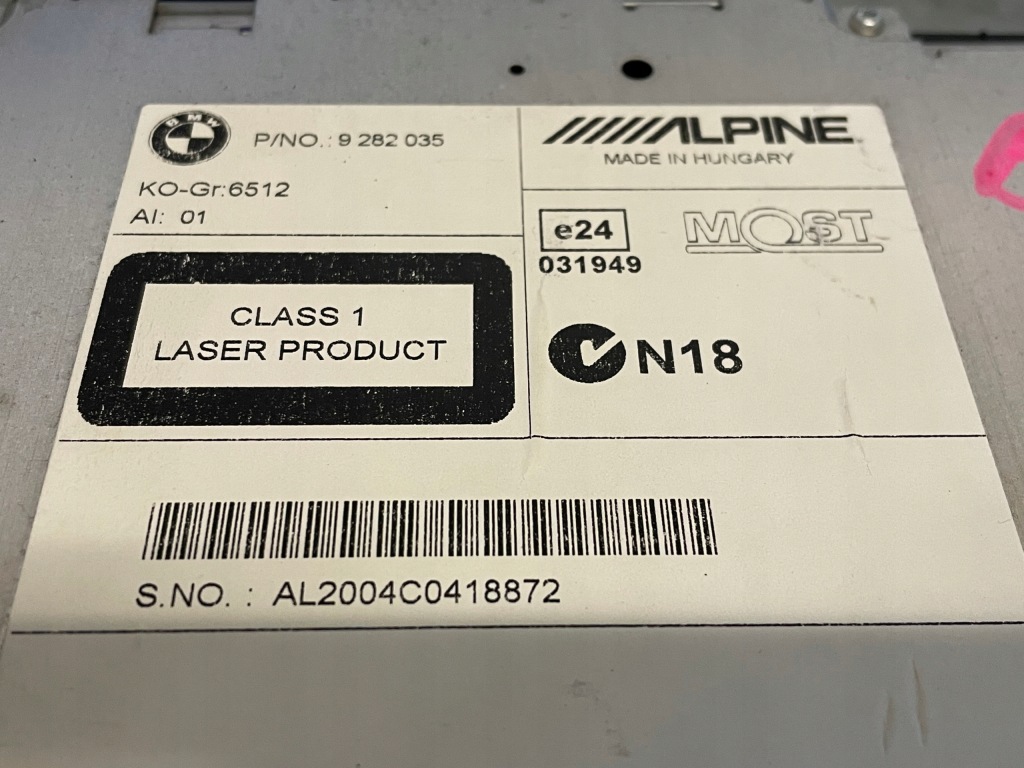 BMW
P/NO.: 9 282 035
KO-Gr:6512
AI: 01
ALPINE
MADE IN HUNGARY
e24
031949
MOST
CLASS 1
LASER PRODUCT
N18
S.NO. : AL2004C0418872